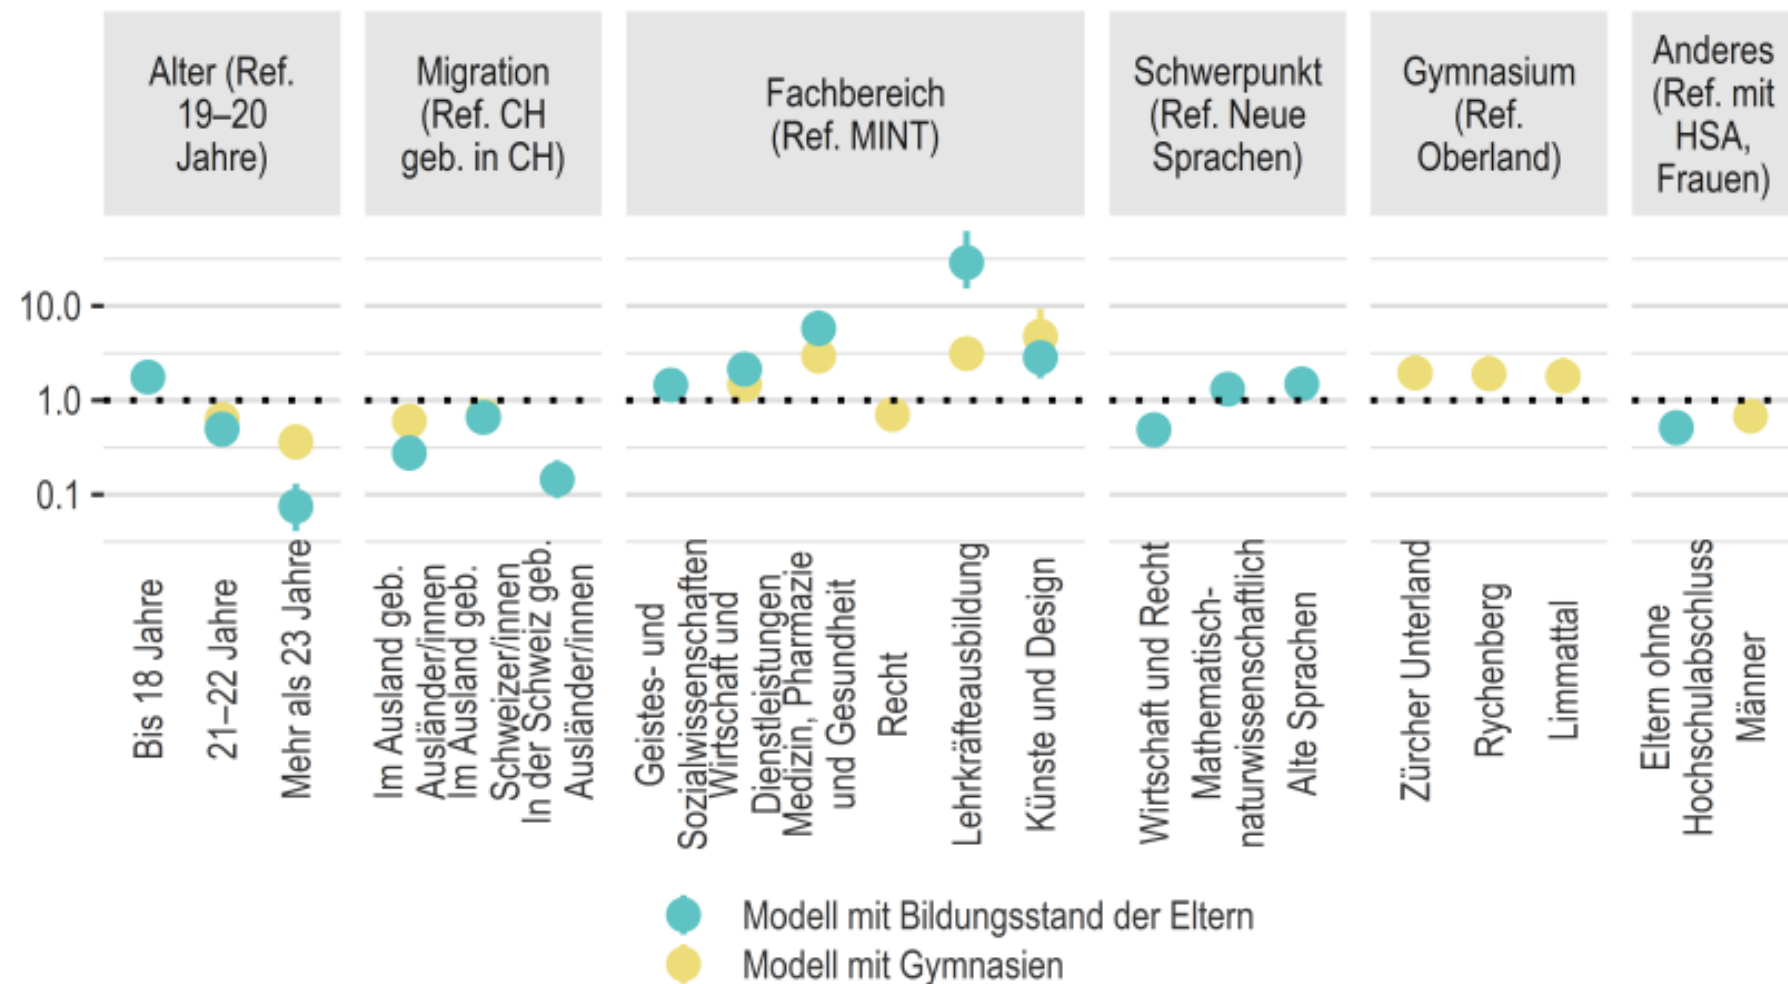 Alter (Ref.
19–20
Jahre)
Migration
(Ref. CH
geb. in CH)
Fachbereich
(Ref. MINT)
Schwerpunkt
(Ref. Neue
Sprachen)
Gymnasium
(Ref.
Oberland)
Anderes
(Ref. mit
HSA,
Frauen)
10.0
1.0
0.1
Bis 18 Jahre
21–22 Jahre
Mehr als 23 Jahre
Im Ausland geb.
Ausländer/innen
Im Ausland geb.
Schweizer/innen
In der Schweiz geb.
Ausländer/innen
Geistes- und
Sozialwissenschaften
Wirtschaft und
Dienstleistungen
Medizin, Pharmazie
und Gesundheit
Recht
Lehrkräfteausbildung
Künste und Design
Wirtschaft und Recht
Mathematisch-
naturwissenschaftlich
Alte Sprachen
Zürcher Unterland
Rychenberg
Limmattal
Eltern ohne
Hochschulabschluss
Männer
Modell mit Bildungsstand der Eltern
Modell mit Gymnasien